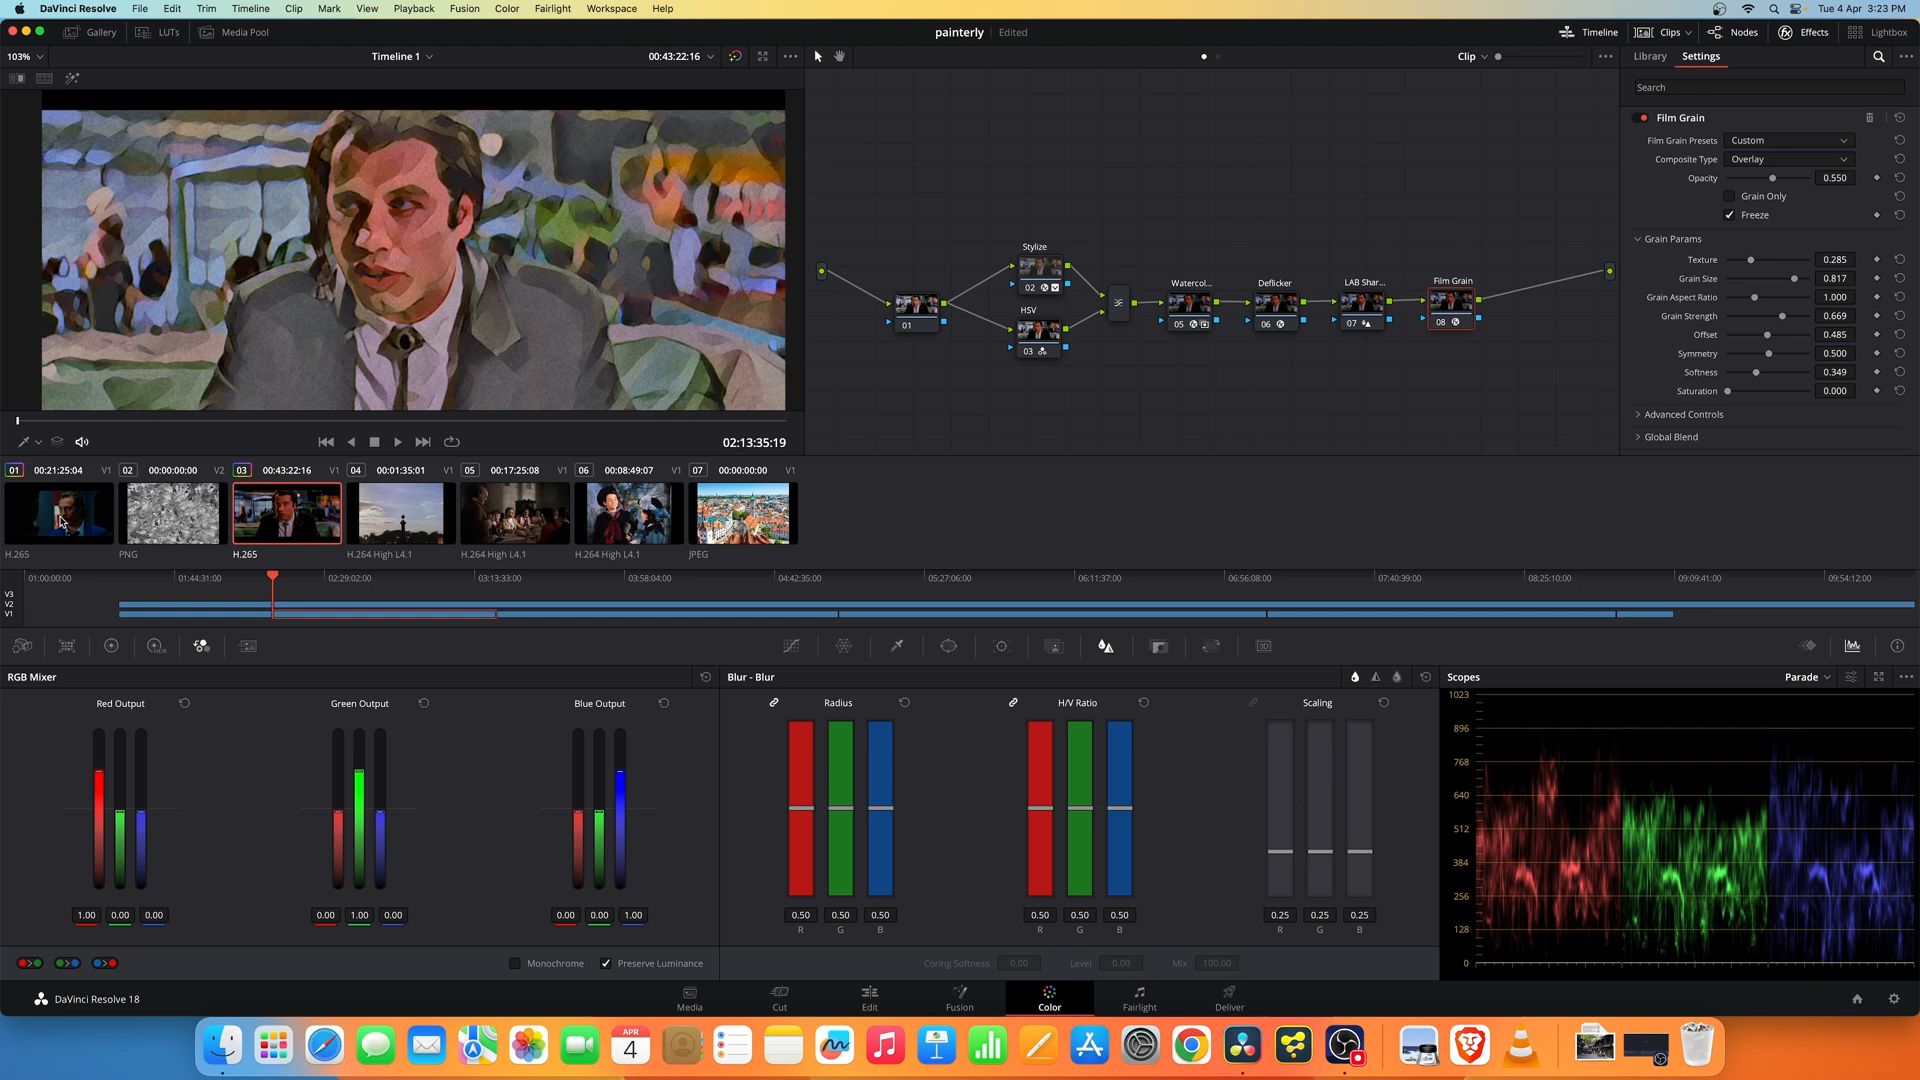 DaVinci Resolve File Edit Trim Timeline Clip Mark View Playback Fusion Color Fairlight Workspace Help Tue 4 Apr 3:23 PM
Gallery LUTs Media Pool painterly Edited Timeline Clips Nodes Effects Lightbox
103% Timeline 1 00:43:22:16 Clip Library Settings
Search
Film Grain
Film Grain Presets Custom
Composite Type Overlay
Opacity 0.550
Grain Only
Freeze
Grain Params
Texture 0.285
Grain Size 0.817
Grain Aspect Ratio 1.000
Grain Strength 0.669
Offset 0.485
Symmetry 0.500
Softness 0.349
Saturation 0.000
Advanced Controls
Global Blend
Stylize
02
HSV
03
01
Watercol...
05
Deflicker
06
LAB Shar...
07
Film Grain
08
02:13:35:19
01 00:21:25:04 V1 02 00:00:00:00 V2 03 00:43:22:16 V1 04 00:01:35:01 V1 05 00:17:25:08 V1 06 00:08:49:07 V1 07 00:00:00:00 V1
H.265 PNG H.265 H.264 High L4.1 H.264 High L4.1 H.264 High L4.1 JPEG
01:00:00:00 01:44:31:00 02:29:02:00 03:13:33:00 03:58:04:00 04:42:35:00 05:27:06:00 06:11:37:00 06:56:08:00 07:40:39:00 08:25:10:00 09:09:41:00 09:54:12:00
V3
V2
V1
HDR 3D
RGB Mixer Blur - Blur Scopes Parade
Red Output Green Output Blue Output Radius H/V Ratio Scaling
1023
896
768
640
512
384
256
128
0
1.00 0.00 0.00 0.00 1.00 0.00 0.00 0.00 1.00 0.50 0.50 0.50 0.50 0.50 0.50 0.25 0.25 0.25
R G B R G B R G B
Monochrome Preserve Luminance Coring Softness 0.00 Level 0.00 Mix 100.00
DaVinci Resolve 18 Media Cut Edit Fusion Color Fairlight Deliver
APR
4